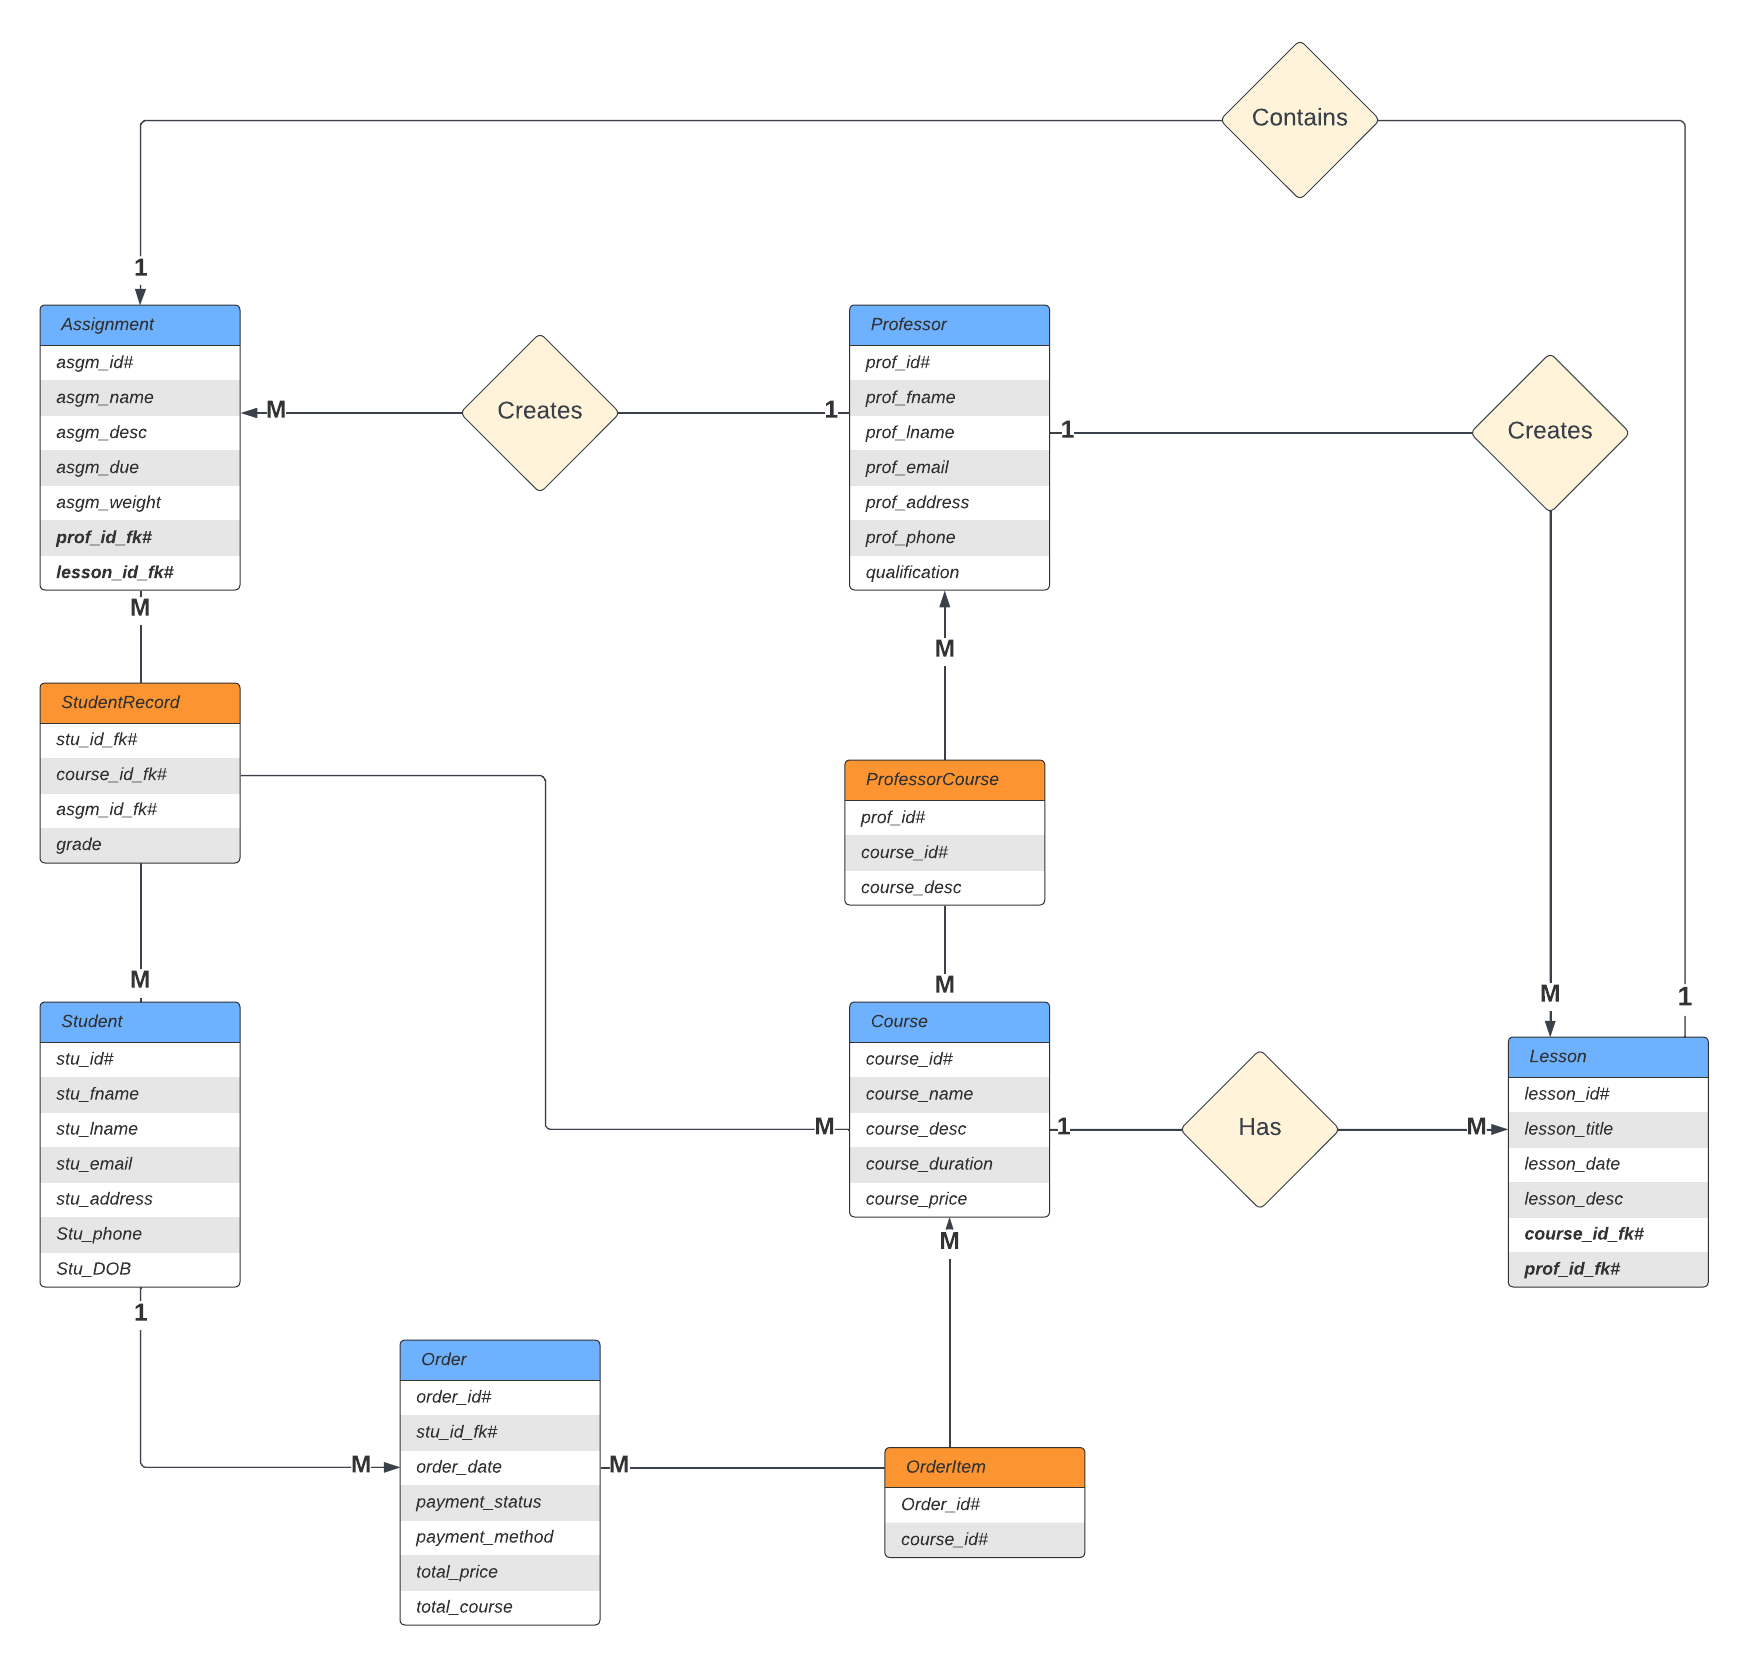 Contains
1
Assignment
asgm_id#
asgm_name
asgm_desc
asgm_due
asgm_weight
prof_id_fk#
lesson_id_fk#
M
Creates
1
Professor
prof_id#
prof_fname
prof_lname
prof_email
prof_address
prof_phone
qualification
1
Creates
M
M
StudentRecord
stu_id_fk#
course_id_fk#
asgm_id_fk#
grade
ProfessorCourse
prof_id#
course_id#
course_desc
M
M
M
1
Student
stu_id#
stu_fname
stu_lname
stu_email
stu_address
Stu_phone
Stu_DOB
M
Course
course_id#
course_name
course_desc
course_duration
course_price
1
Has
M
Lesson
lesson_id#
lesson_title
lesson_date
lesson_desc
course_id_fk#
prof_id_fk#
M
1
M
Order
order_id#
stu_id_fk#
order_date
payment_status
payment_method
total_price
total_course
M
OrderItem
Order_id#
course_id#